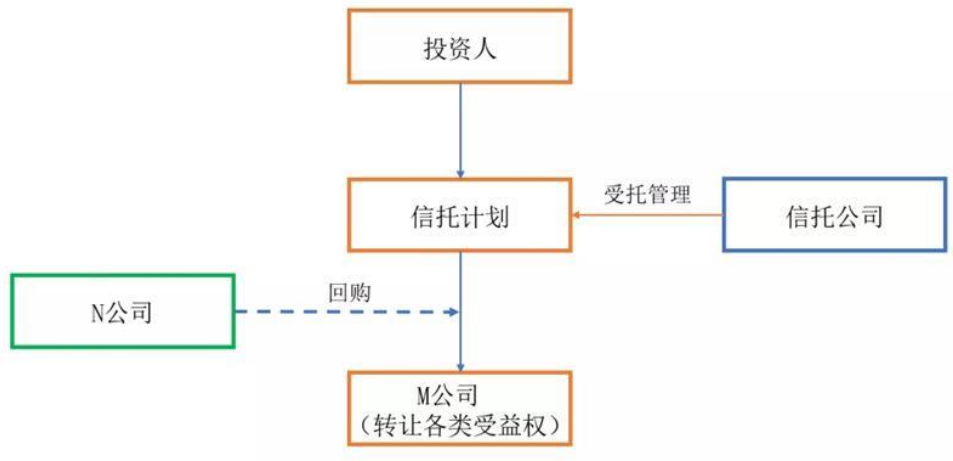 投资人
信托计划
受托管理
信托公司
N公司
回购
M公司
（转让各类受益权）